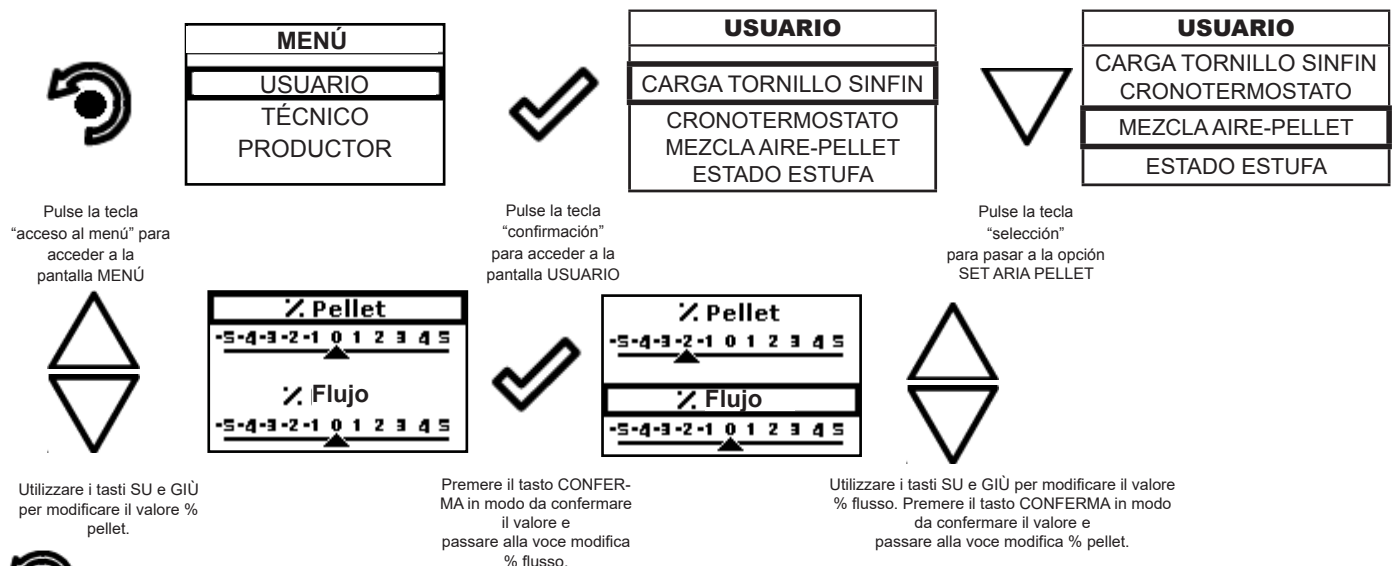 MENÚ
USUARIO
TÉCNICO
PRODUCTOR
USUARIO
CARGA TORNILLO SINFIN
CRONOTERMOSTATO
MEZCLA AIRE-PELLET
ESTADO ESTUFA
USUARIO
CARGA TORNILLO SINFIN
CRONOTERMOSTATO
MEZCLA AIRE-PELLET
ESTADO ESTUFA
Pulse la tecla
“acceso al menú” para
acceder a la
pantalla MENÚ
Pulse la tecla
“confirmación”
para acceder a la
pantalla USUARIO
Pulse la tecla
“selección”
para pasar a la opción
SET ARIA PELLET
% Pellet
-5-4-3-2-1 0 1 2 3 4 5
% Flujo
-5-4-3-2-1 0 1 2 3 4 5
% Pellet
-5-4-3-2-1 0 1 2 3 4 5
% Flujo
-5-4-3-2-1 0 1 2 3 4 5
Utilizzare i tasti SU e GIÙ
per modificare il valore %
pellet.
Premere il tasto CONFER-
MA in modo da confermare
il valore e
passare alla voce modifica
% flusso.
Utilizzare i tasti SU e GIÙ per modificare il valore
% flusso. Premere il tasto CONFERMA in modo
da confermare il valore e
passare alla voce modifica % pellet.